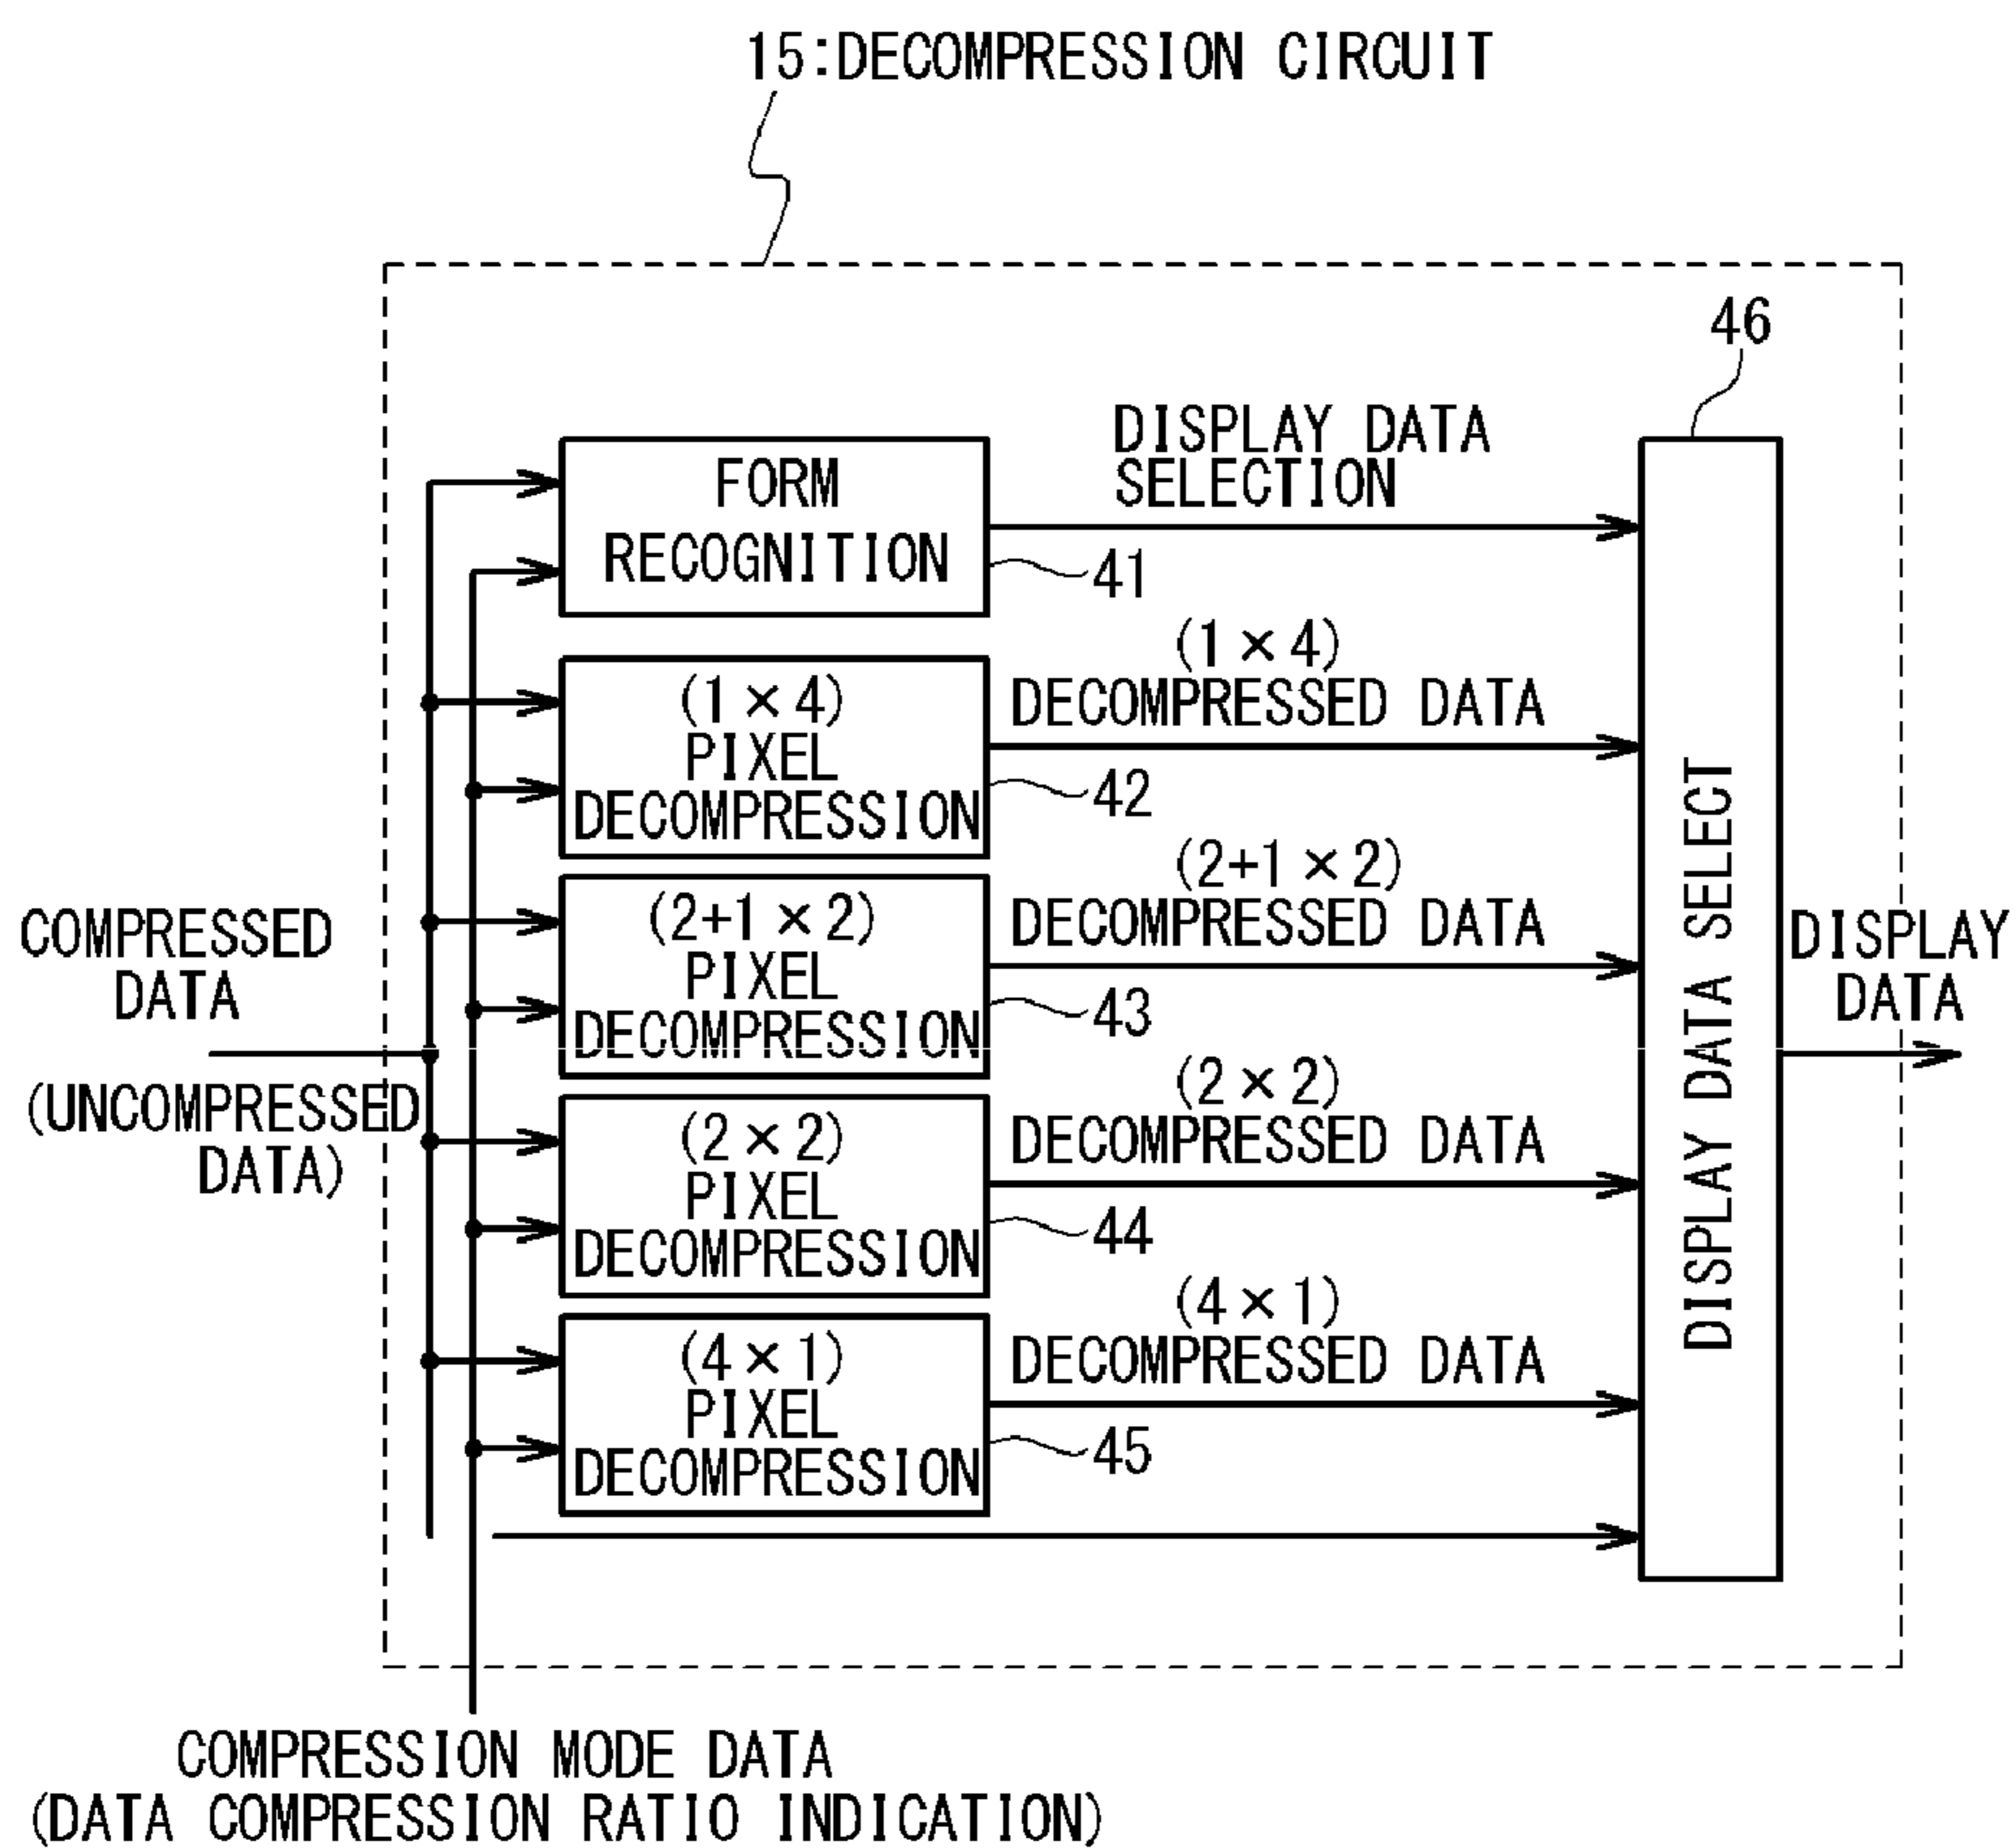 15:DECOMPRESSION CIRCUIT
46
FORM
RECOGNITION
41
DISPLAY DATA
SELECTION
(1×4)
PIXEL
DECOMPRESSION
42
(1×4)
DECOMPRESSED DATA
(2+1×2)
PIXEL
DECOMPRESSION
43
(2+1×2)
DECOMPRESSED DATA
COMPRESSED
DATA
(UNCOMPRESSED
DATA)
(2×2)
PIXEL
DECOMPRESSION
44
(2×2)
DECOMPRESSED DATA
(4×1)
PIXEL
DECOMPRESSION
45
(4×1)
DECOMPRESSED DATA
DISPLAY DATA SELECT
DISPLAY
DATA
COMPRESSION MODE DATA
(DATA COMPRESSION RATIO INDICATION)